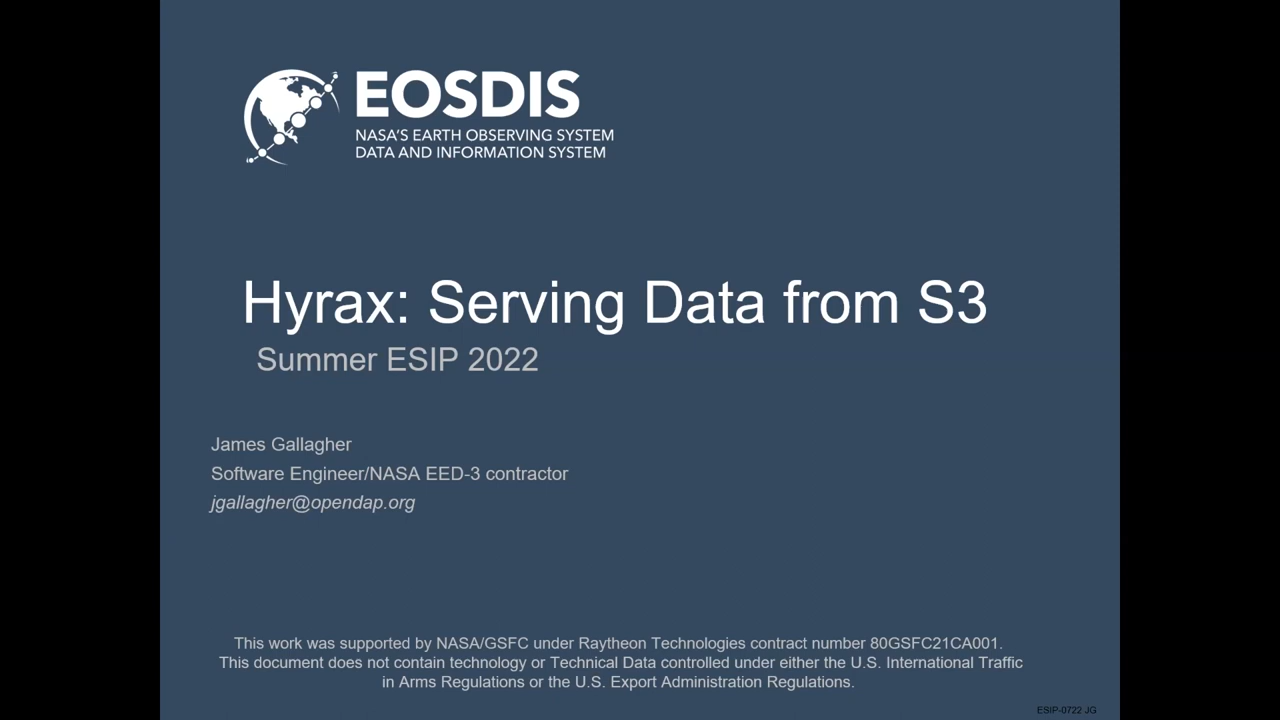 EOSDIS
NASA'S EARTH OBSERVING SYSTEM
DATA AND INFORMATION SYSTEM
Hyrax: Serving Data from S3
Summer ESIP 2022
James Gallagher
Software Engineer/NASA EED-3 contractor
jgallagher@opendap.org
This work was supported by NASA/GSFC under Raytheon Technologies contract number 80GSFC21CA001.
This document does not contain technology or Technical Data controlled under either the U.S. International Traffic
in Arms Regulations or the U.S. Export Administration Regulations.
ESIP-0722 JG